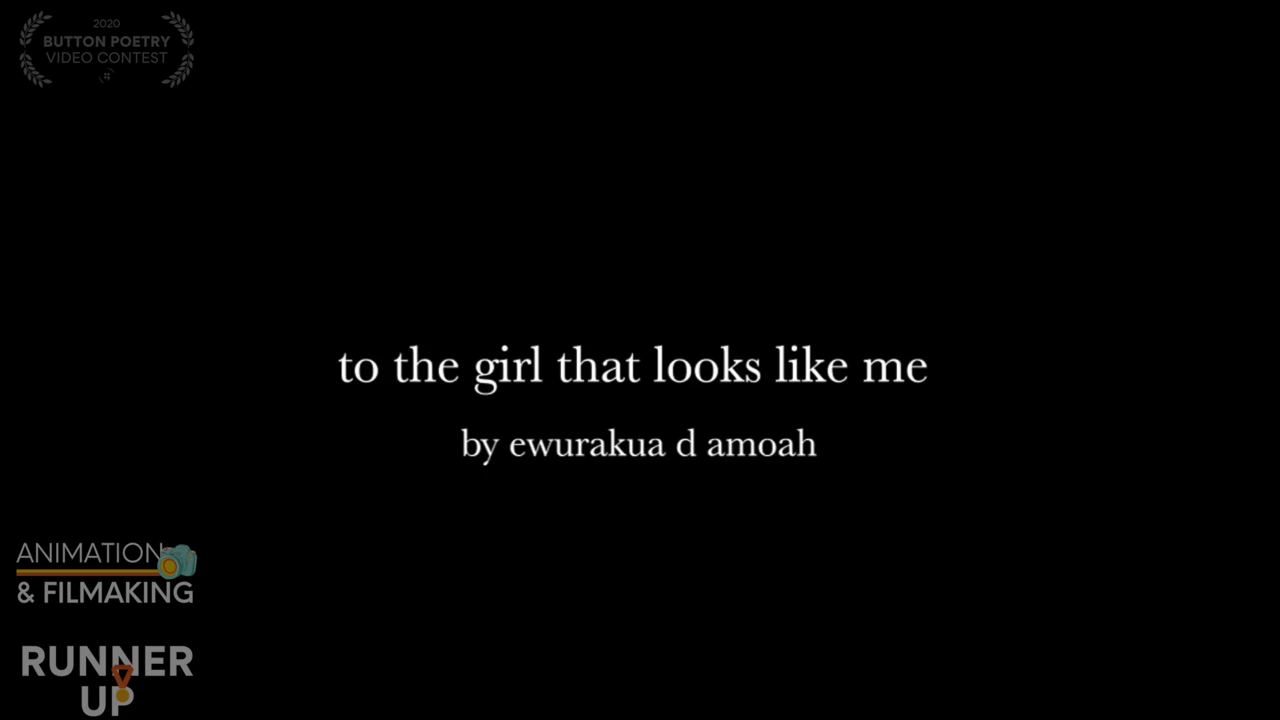 2020
BUTTON POETRY
VIDEO CONTEST
to the girl that looks like me
by ewurakua d amoah
ANIMATION
& FILMAKING
RUNNER
UP